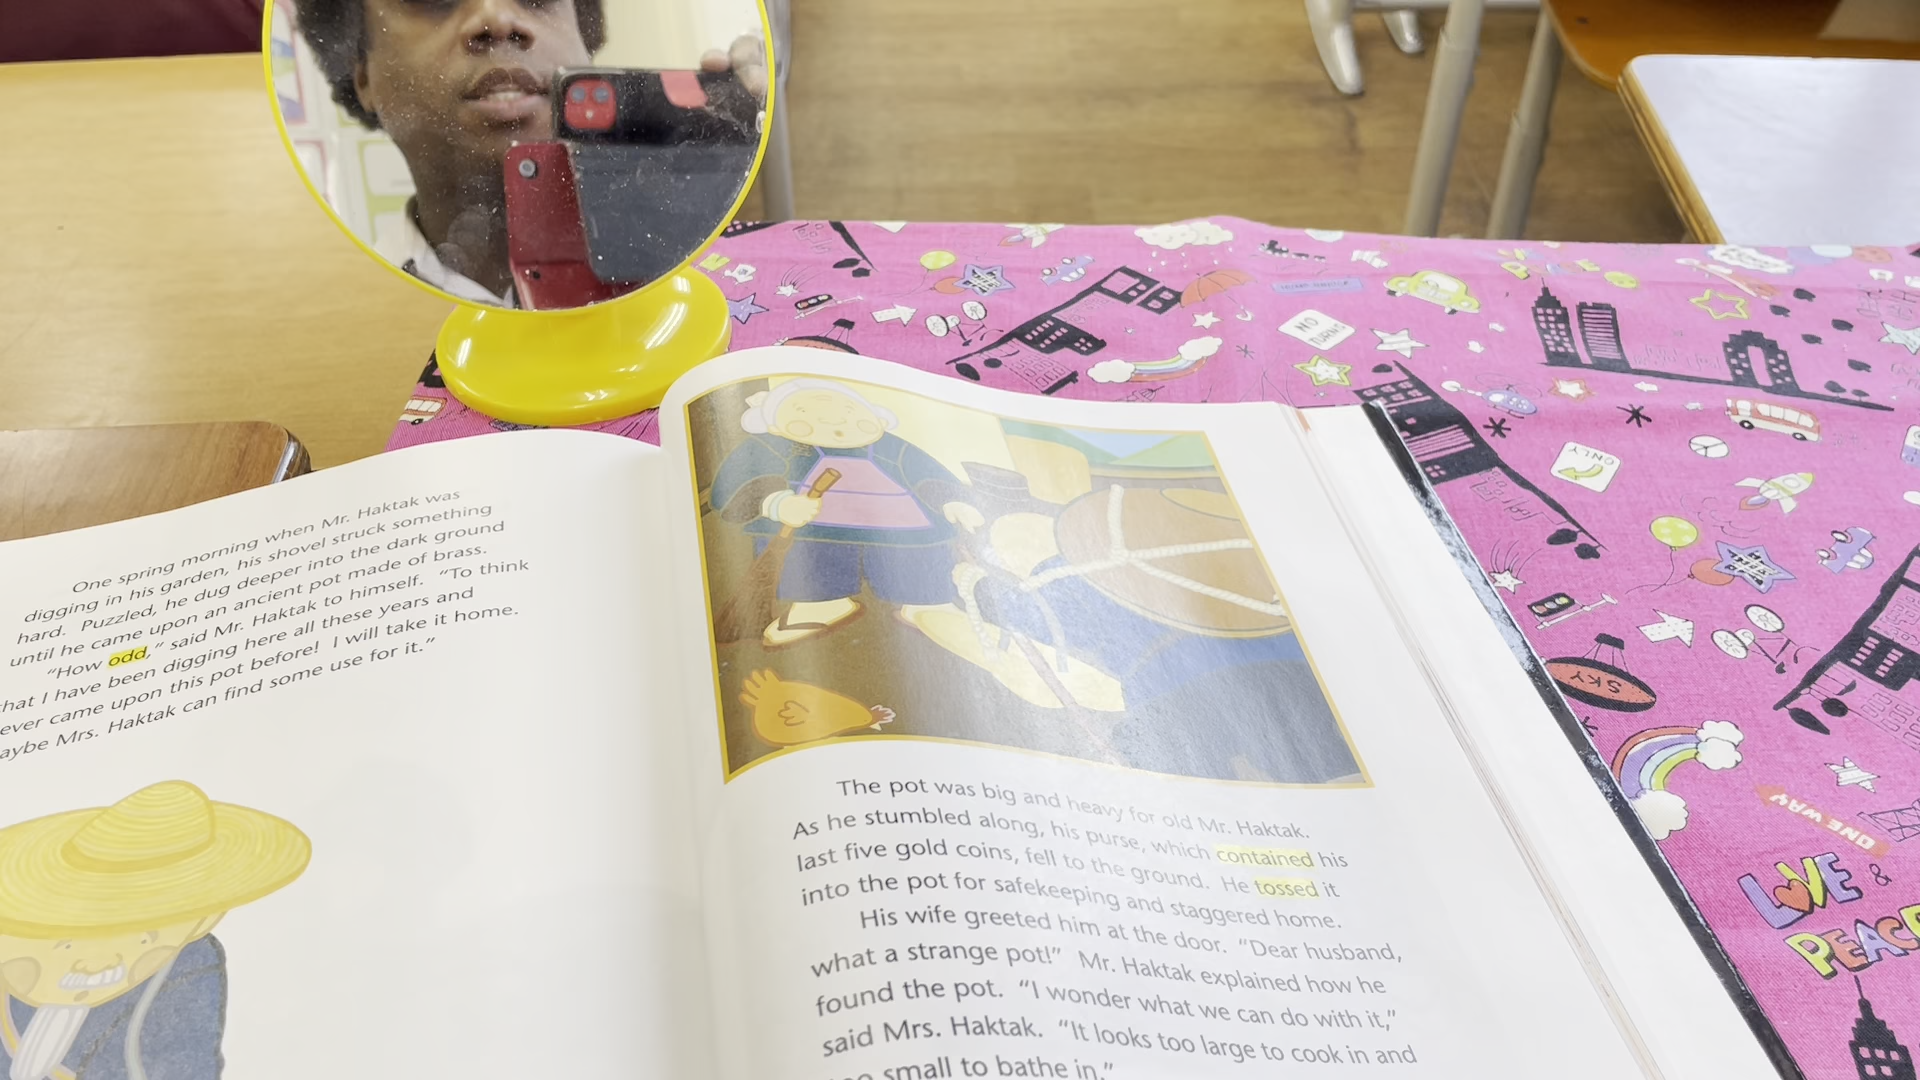 One spring morning when Mr. Haktak was
digging in his garden, his shovel struck something
hard. Puzzled, he dug deeper into the dark ground
until he came upon an ancient pot made of brass.
"How odd," said Mr. Haktak to himself. "To think
that I have been digging here all these years and
ever came upon this pot before! I will take it home.
aybe Mrs. Haktak can find some use for it."
The pot was big and heavy for old Mr. Haktak.
As he stumbled along, his purse, which contained his
last five gold coins, fell to the ground. He tossed it
into the pot for safekeeping and staggered home.
His wife greeted him at the door. "Dear husband,
what a strange pot!" Mr. Haktak explained how he
found the pot. "I wonder what we can do with it,"
said Mrs. Haktak. "It looks too large to cook in and
small to bathe in."
NO
TURNS
ONLY
SKY
ONE WAY
LOVE &
PEACE